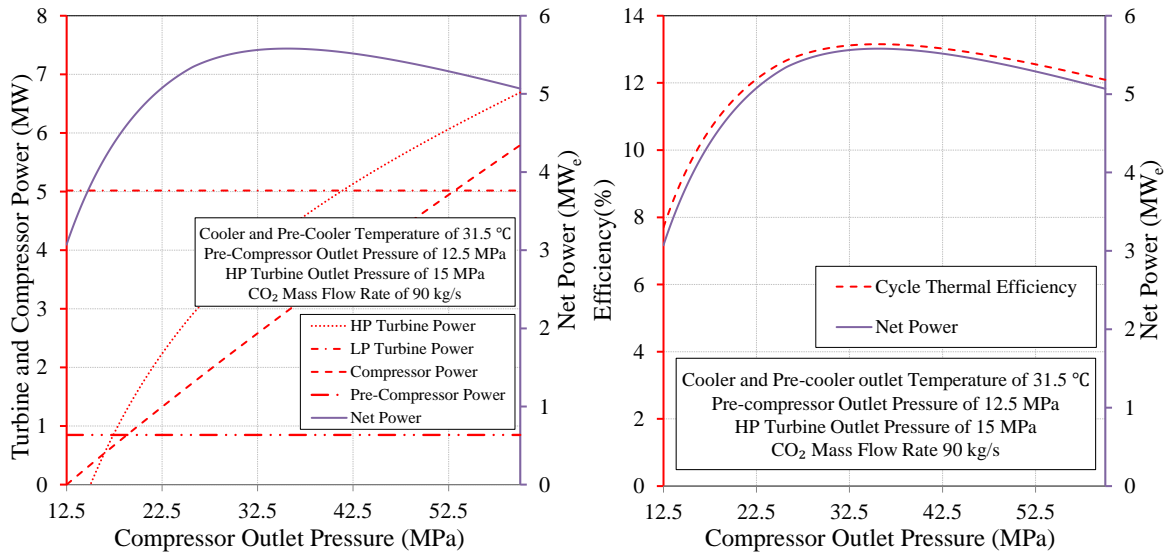 Turbine and Compressor Power (MW)
8
7
6
5
4
3
2
1
0
6
5
4
3
2
1
0
Net Power (MWₑ)
Cooler and Pre-Cooler Temperature of 31.5 ℃
Pre-Compressor Outlet Pressure of 12.5 MPa
HP Turbine Outlet Pressure of 15 MPa
CO₂ Mass Flow Rate of 90 kg/s
HP Turbine Power
LP Turbine Power
Compressor Power
Pre-Compressor Power
Net Power
12.5 22.5 32.5 42.5 52.5
Compressor Outlet Pressure (MPa)
Efficiency(%)
14
12
10
8
6
4
2
0
6
5
4
3
2
1
0
Net Power (MWₑ)
Cycle Thermal Efficiency
Net Power
Cooler and Pre-cooler outlet Temperature of 31.5 ℃
Pre-compressor Outlet Pressure of 12.5 MPa
HP Turbine Outlet Pressure of 15 MPa
CO₂ Mass Flow Rate 90 kg/s
12.5 22.5 32.5 42.5 52.5
Compressor Outlet Pressure (MPa)